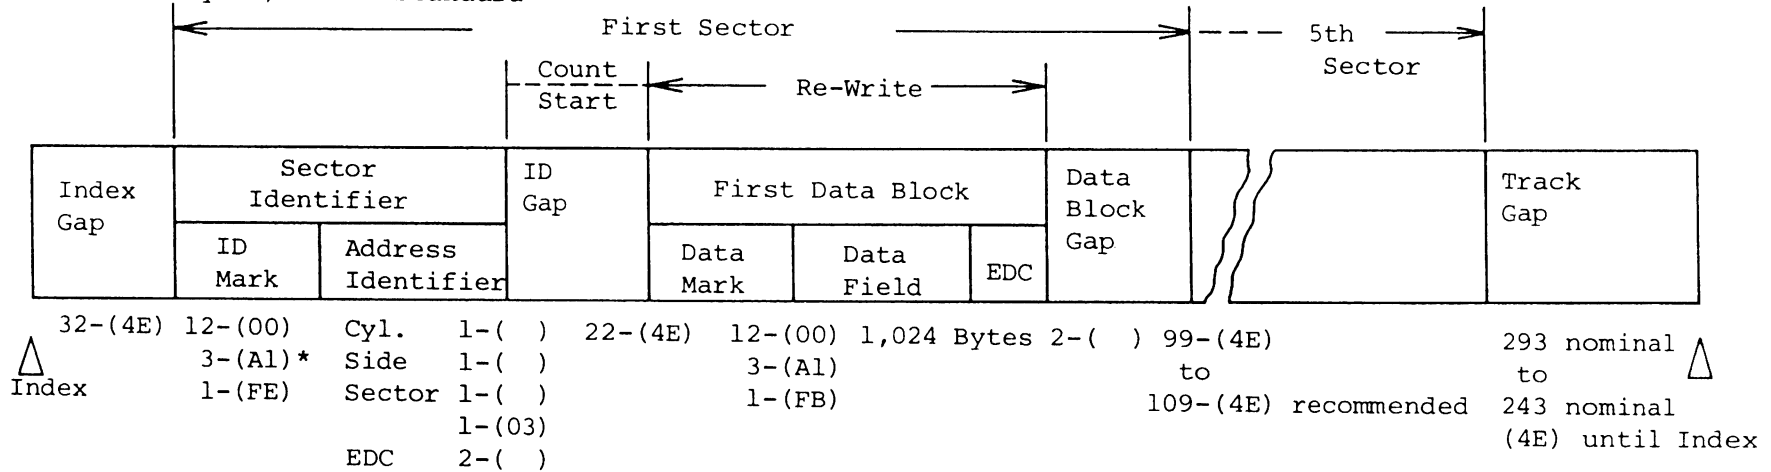 First Sector
5th
Sector
Count
Start
Re-Write
Index
Gap
Sector
Identifier
ID
Mark
Address
Identifier
ID
Gap
First Data Block
Data
Mark
Data
Field
EDC
Data
Block
Gap
Track
Gap
32-(4E) 12-(00) Cyl. 1-( ) 22-(4E) 12-(00) 1,024 Bytes 2-( ) 99-(4E) 293 nominal
3-(A1)* Side 1-( ) 3-(A1) to to
Index 1-(FE) Sector 1-( ) 1-(FB) 109-(4E) recommended 243 nominal
1-(03) (4E) until Index
EDC 2-( )